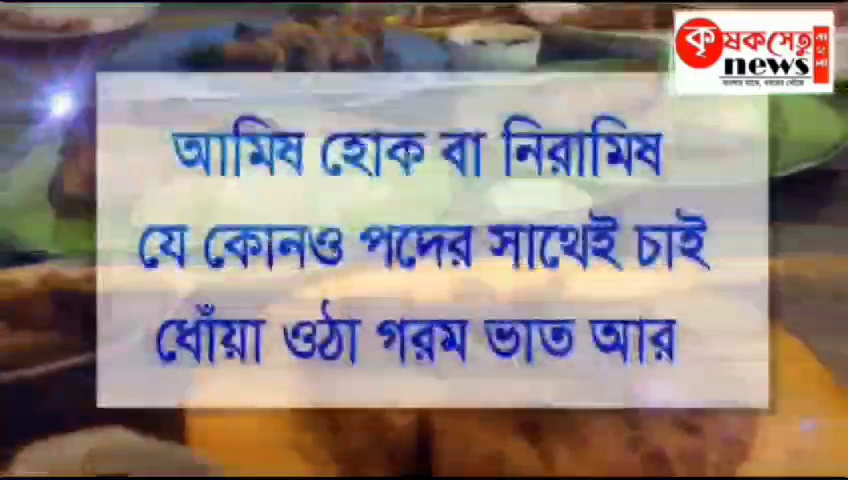 কৃষকসেতু
বাংলা
news
আমিষ হোক বা নিরামিষ
যে কোনও পদের সাথেই চাই
ধোঁয়া ওঠা গরম ভাত আর